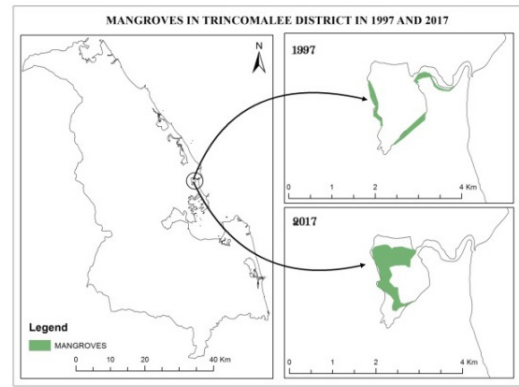 MANGROVES IN TRINCOMALEE DISTRICT IN 1997 AND 2017
N
1997
0 2 4 Km
2017
0 2 4 Km
Legend
MANGROVES
0 20 40 Km